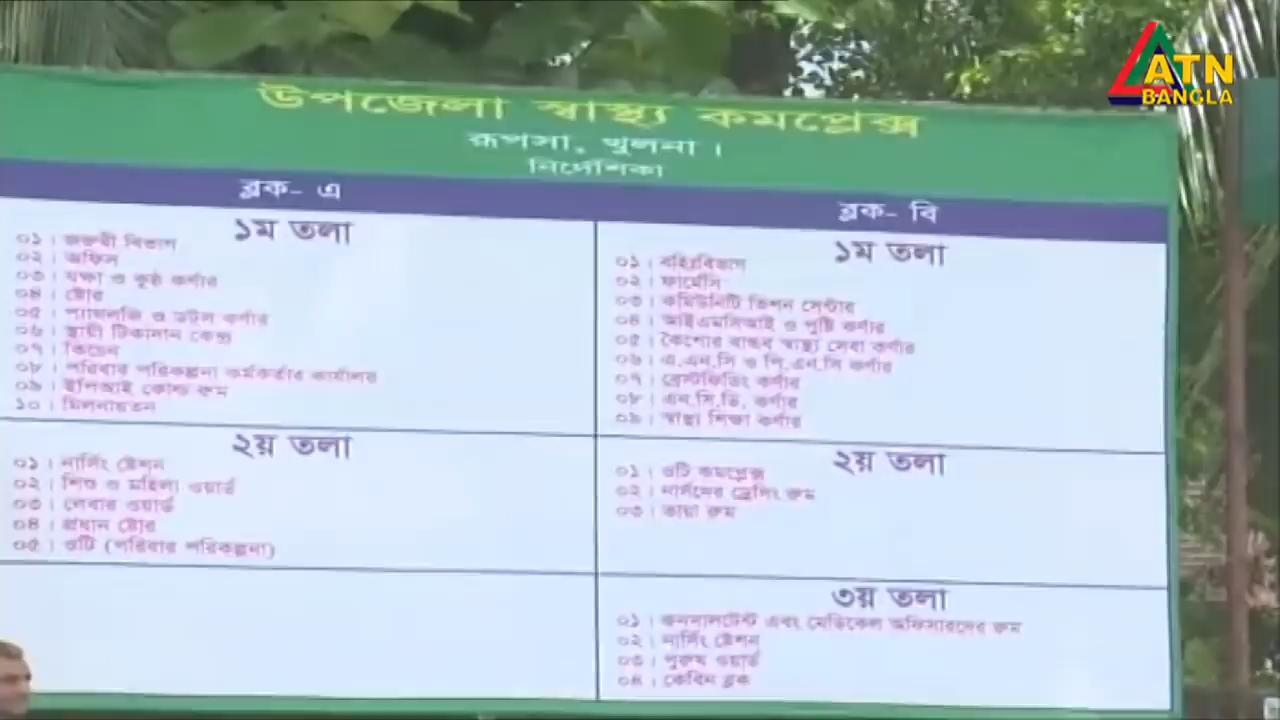 ATN
BANGLA
উপজেলা স্বাস্থ্য কমপ্লেক্স
রূপসা, খুলনা।
নির্দেশিকা
ব্লক- এ
১ম তলা
০১। জরুরী বিভাগ
০২। অফিস
০৩। যক্ষা ও কুষ্ঠ কর্ণার
০৪। ষ্টোর
০৫। প্যাথলজি ও ডটস কর্ণার
০৬। স্থায়ী টিকাদান কেন্দ্র
০৭। কিচেন
০৮। পরিবার পরিকল্পনা কর্মকর্তার কার্যালয়
০৯। ইপিআই কোল্ড রুম
১০। মিলনায়তন
২য় তলা
০১। নার্সিং ষ্টেশন
০২। শিশু ও মহিলা ওয়ার্ড
০৩। লেবার ওয়ার্ড
০৪। প্রধান ষ্টোর
০৫। ওটি (পরিবার পরিকল্পনা)
ব্লক- বি
১ম তলা
০১। বহিঃবিভাগ
০২। ফার্মেসি
০৩। কমিউনিটি ভিশন সেন্টার
০৪। আইএমসিআই ও পুষ্টি কর্ণার
০৫। কৈশোর বান্ধব স্বাস্থ্য সেবা কর্ণার
০৬। এ.এন.সি ও পি.এন.সি কর্ণার
০৭। ব্রেস্টফিডিং কর্ণার
০৮। এন.সি.ডি. কর্ণার
০৯। স্বাস্থ্য শিক্ষা কর্ণার
২য় তলা
০১। ওটি কমপ্লেক্স
০২। নার্সদের ড্রেসিং রুম
০৩। ভায়া রুম
৩য় তলা
০১। কনসালটেন্ট এবং মেডিকেল অফিসারদের রুম
০২। নার্সিং ষ্টেশন
০৩। পুরুষ ওয়ার্ড
০৪। কেবিন ব্লক